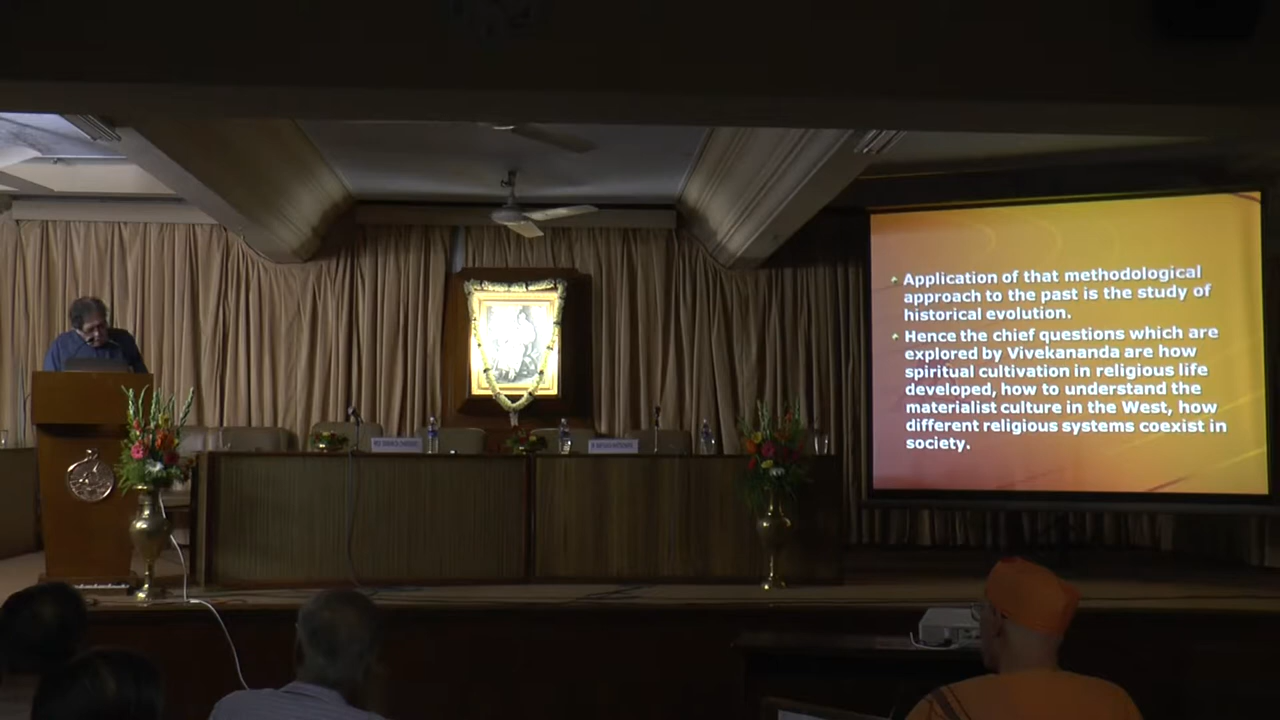 Application of that methodological
approach to the past is the study of
historical evolution.
Hence the chief questions which are
explored by Vivekananda are how
spiritual cultivation in religious life
developed, how to understand the
materialist culture in the West, how
different religious systems coexist in
society.